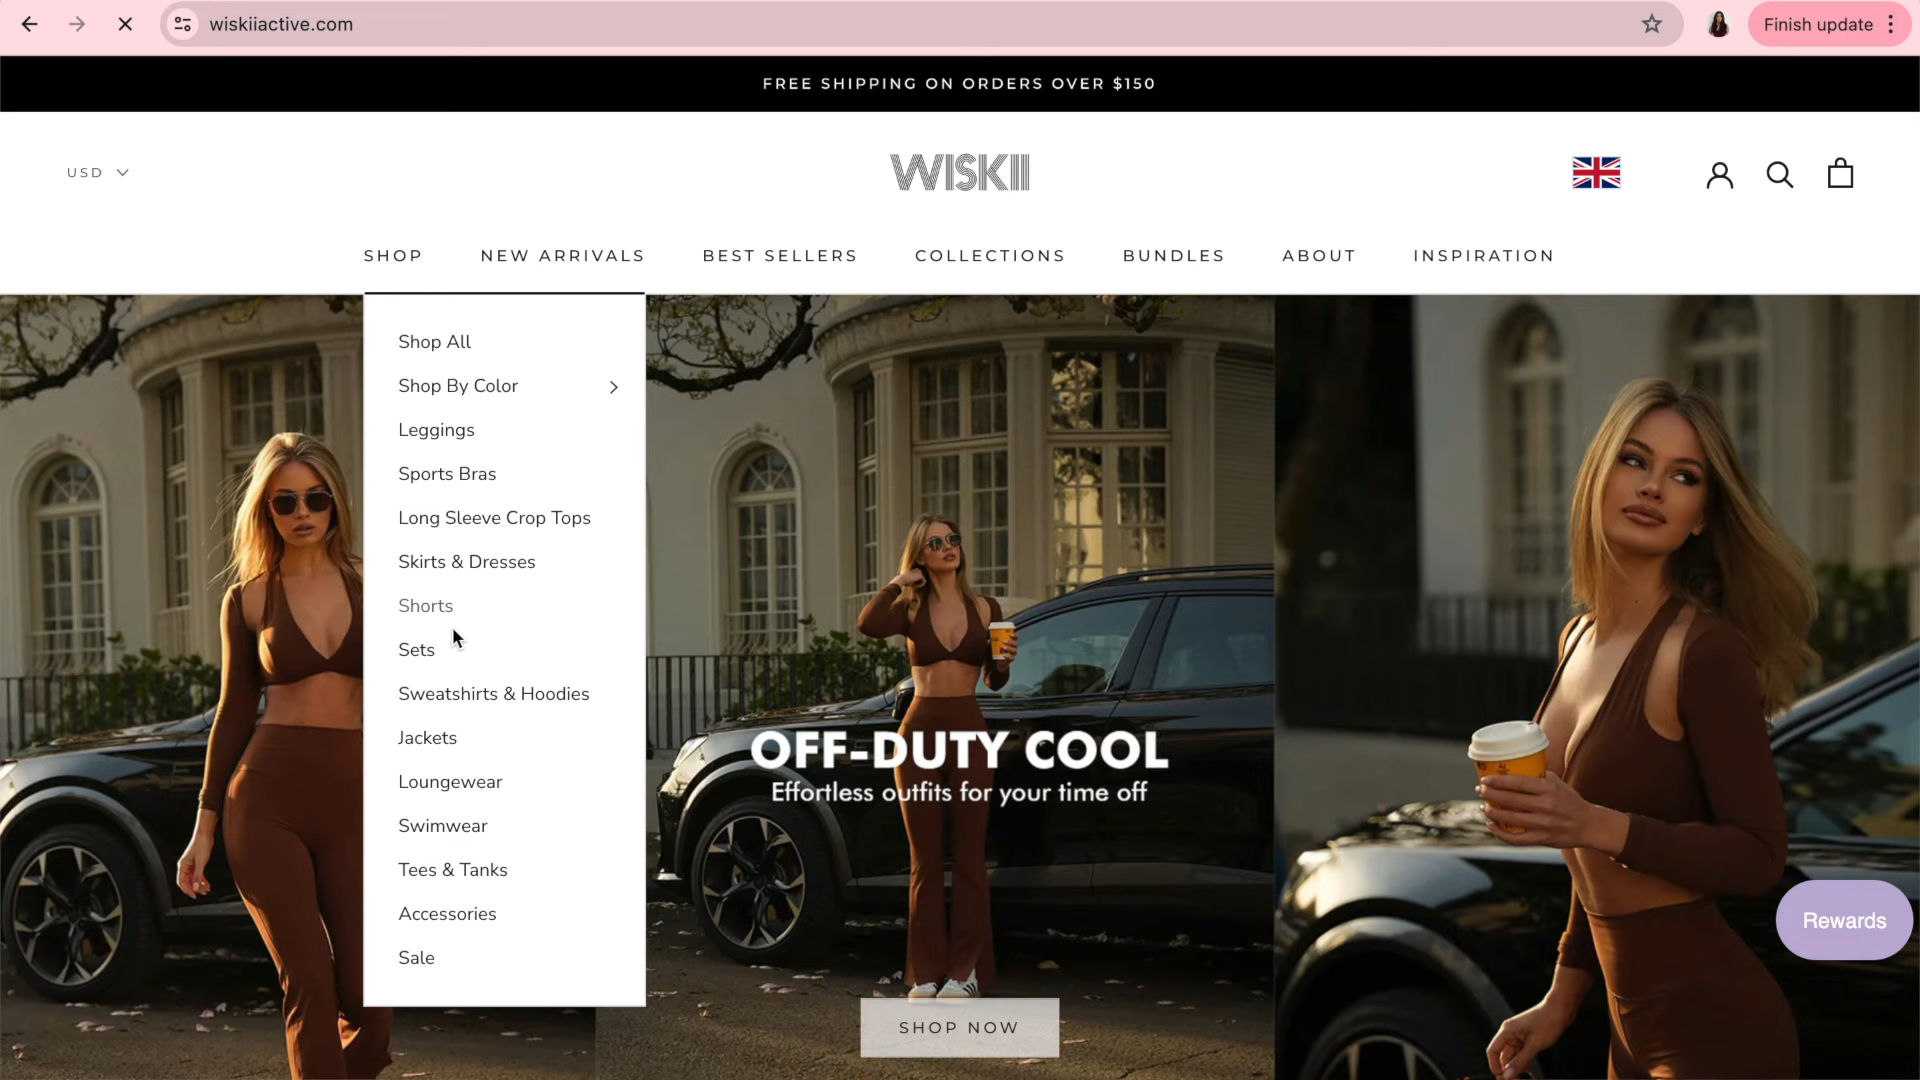 wiskiiactive.com
Finish update
FREE SHIPPING ON ORDERS OVER $150
USD
WISKII
SHOP
NEW ARRIVALS
BEST SELLERS
COLLECTIONS
BUNDLES
ABOUT
INSPIRATION
Shop All
Shop By Color
Leggings
Sports Bras
Long Sleeve Crop Tops
Skirts & Dresses
Shorts
Sets
Sweatshirts & Hoodies
Jackets
Loungewear
Swimwear
Tees & Tanks
Accessories
Sale
OFF-DUTY COOL
Effortless outfits for your time off
SHOP NOW
Rewards